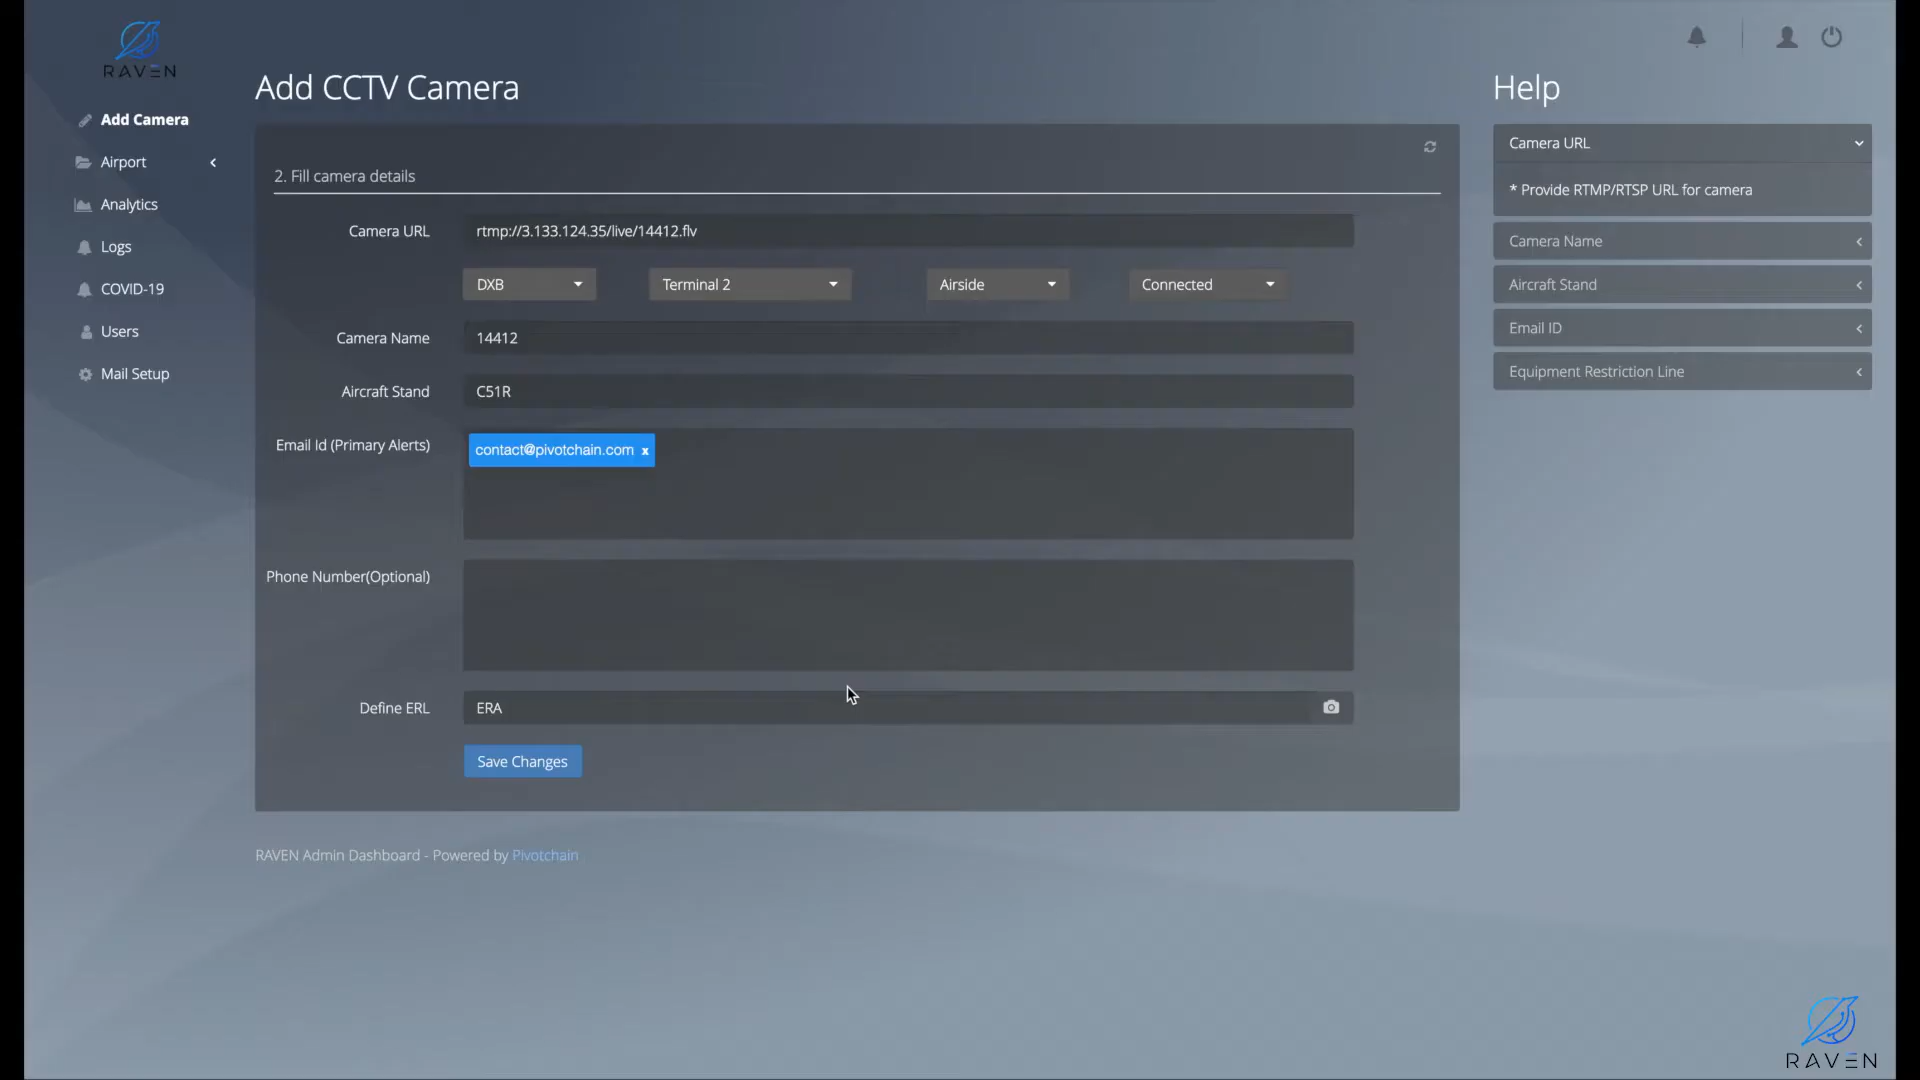 RAVEN
Add Camera
Airport
Analytics
Logs
COVID-19
Users
Mail Setup
Add CCTV Camera
2. Fill camera details
Camera URL rtmp://3.133.124.35/live/14412.flv
DXB Terminal 2 Airside Connected
Camera Name 14412
Aircraft Stand C51R
Email Id (Primary Alerts) contact@pivotchain.com x
Phone Number(Optional)
Define ERL ERA
Save Changes
RAVEN Admin Dashboard - Powered by Pivotchain
Help
Camera URL
* Provide RTMP/RTSP URL for camera
Camera Name
Aircraft Stand
Email ID
Equipment Restriction Line
RAVEN